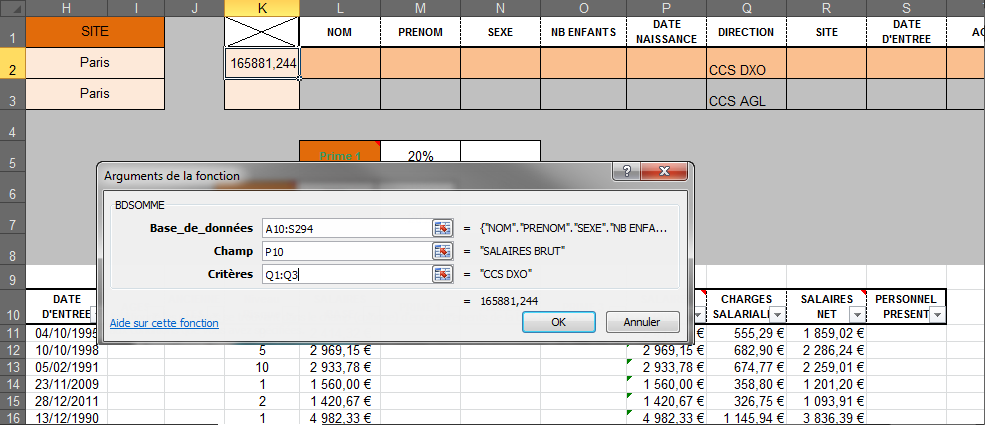 H I J K L M N O P Q R S
1 SITE NOM PRENOM SEXE NB ENFANTS DATE NAISSANCE DIRECTION SITE DATE D'ENTREE
2 Paris 165881,244 CCS DXO
3 Paris CCS AGL
4
5 Prime 1 20%
6
7
8
Arguments de la fonction
BDSOMME
Base_de_données A10:S294 = {"NOM"."PRENOM"."SEXE"."NB ENFA...
Champ P10 = "SALAIRES BRUT"
Critères Q1:Q3 = "CCS DXO"
= 165881,244
Aide sur cette fonction OK Annuler
9
10 DATE D'ENTREE CHARGES SALARIALI SALAIRES NET PERSONNEL PRESENT
11 04/10/1995 € 555,29 € 1 859,02 €
12 10/10/1998 5 2 969,15 € 2 969,15 € 682,90 € 2 286,24 €
13 05/02/1991 10 2 933,78 € 2 933,78 € 674,77 € 2 259,01 €
14 23/11/2009 1 1 560,00 € 1 560,00 € 358,80 € 1 201,20 €
15 28/12/2011 2 1 420,67 € 1 420,67 € 326,75 € 1 093,91 €
16 13/12/1990 1 4 982,33 € 4 982,33 € 1 145,94 € 3 836,39 €